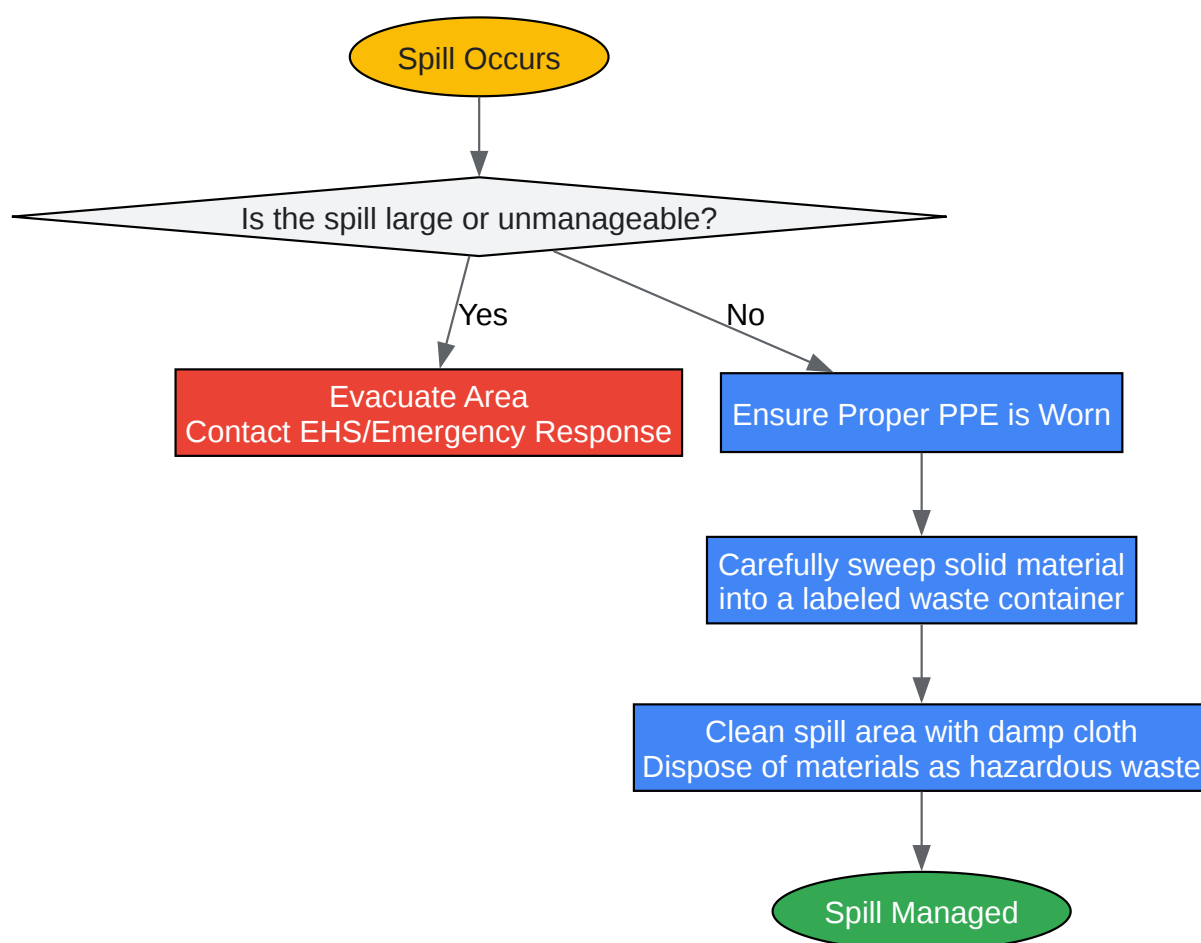 Spill Occurs
Is the spill large or unmanageable?
Yes
No
Evacuate Area
Contact EHS/Emergency Response
Ensure Proper PPE is Worn
Carefully sweep solid material
into a labeled waste container
Clean spill area with damp cloth
Dispose of materials as hazardous waste
Spill Managed